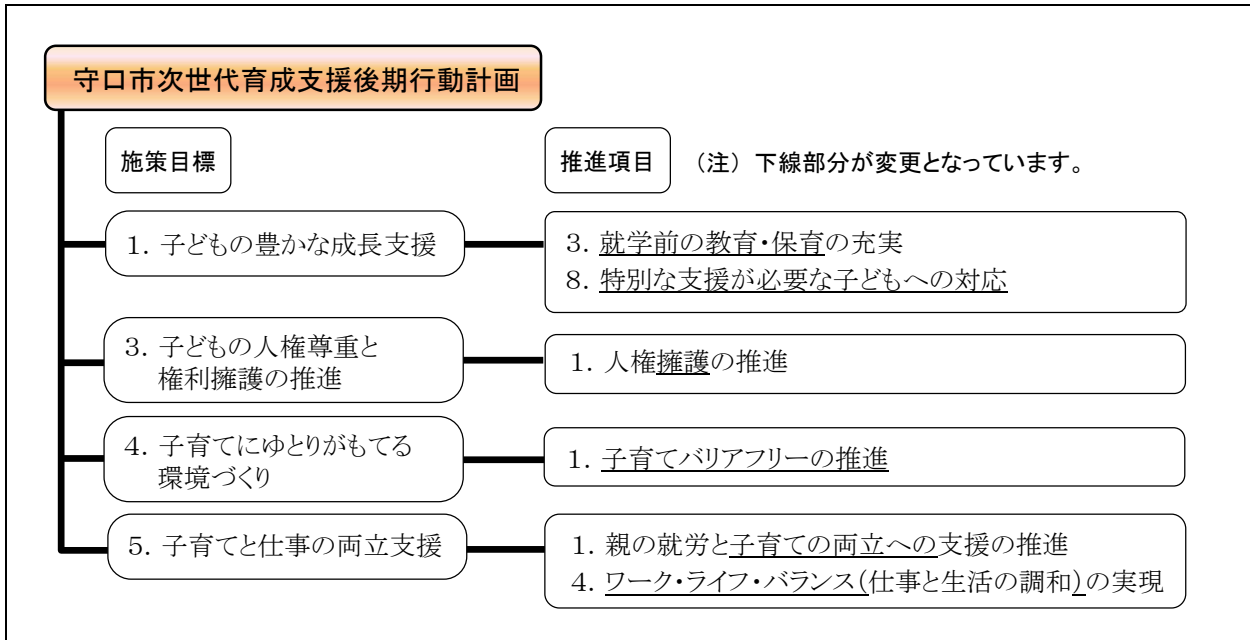 守口市次世代育成支援後期行動計画
施策目標
推進項目 (注) 下線部分が変更となっています。
1. 子どもの豊かな成長支援
3. 就学前の教育・保育の充実
8. 特別な支援が必要な子どもへの対応
3. 子どもの人権尊重と
権利擁護の推進
1. 人権擁護の推進
4. 子育てにゆとりがもてる
環境づくり
1. 子育てバリアフリーの推進
5. 子育てと仕事の両立支援
1. 親の就労と子育ての両立への支援の推進
4. ワーク・ライフ・バランス(仕事と生活の調和)の実現